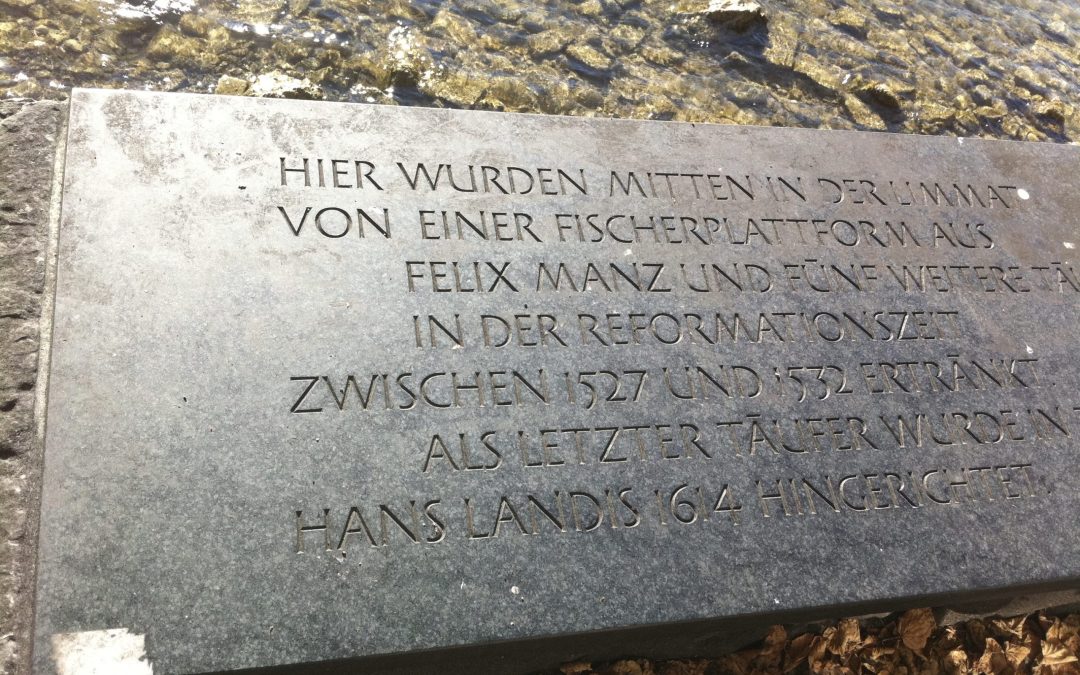 HIER WURDEN MITTEN IN DER LIMMAT
VON EINER FISCHERPLATTFORM AUS
FELIX MANZ UND FÜNF WEITERE TÄ
IN DER REFORMATIONSZEIT
ZWISCHEN 1527 UND 1532 ERTRÄNKT.
ALS LETZTER TÄUFER WURDE IN
HANS LANDIS 1614 HINGERICHTET.